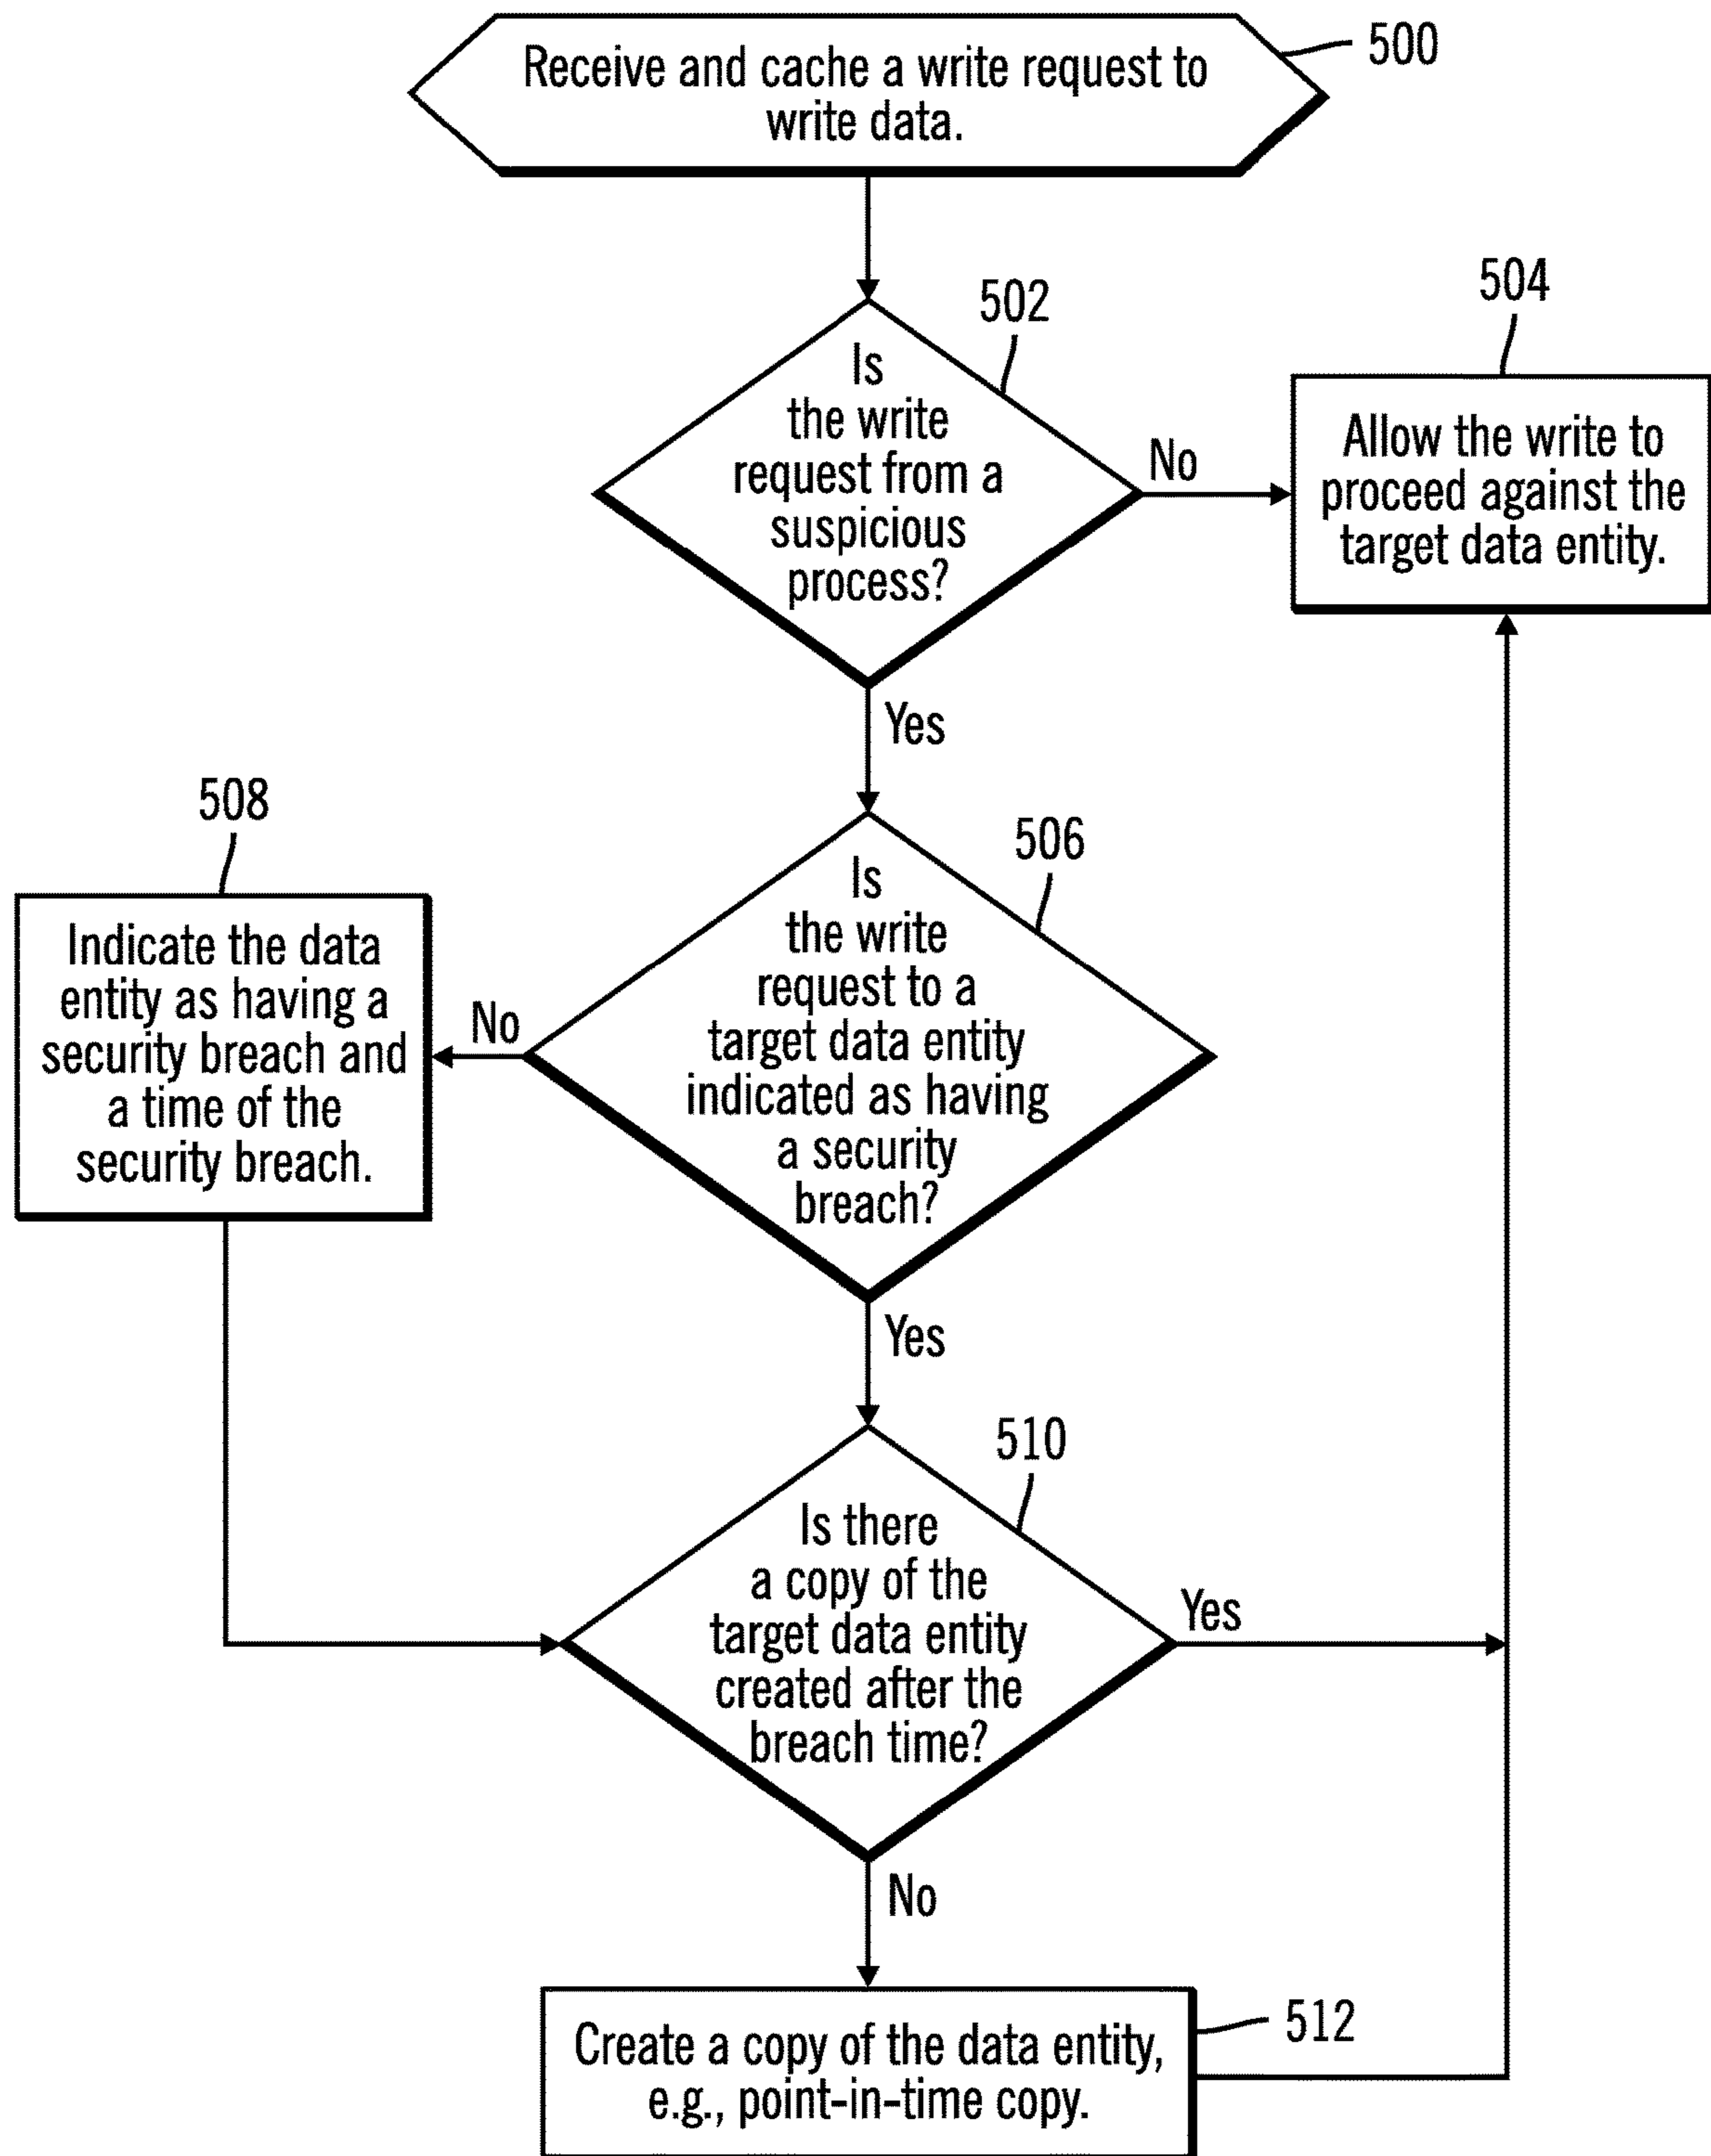 Receive and cache a write request to
write data.
500
502
Is
the write
request from a
suspicious
process?
No
504
Allow the write to
proceed against the
target data entity.
Yes
506
Is
the write
request to a
target data entity
indicated as having
a security
breach?
No
508
Indicate the data
entity as having a
security breach and
a time of the
security breach.
Yes
510
Is there
a copy of the
target data entity
created after the
breach time?
Yes
No
512
Create a copy of the data entity,
e.g., point-in-time copy.